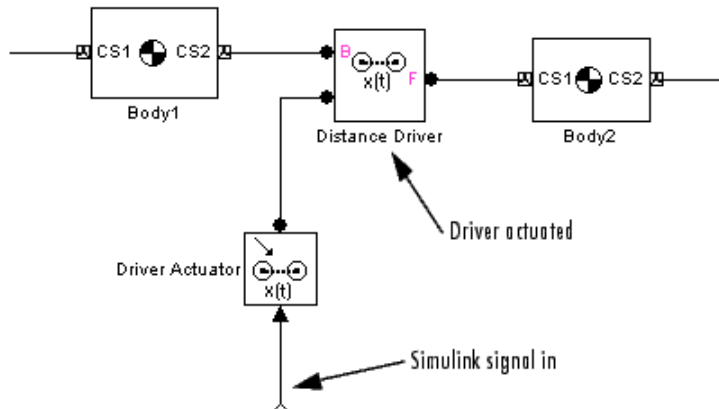 CS1 CS2
Body1
B
F
x(t)
Distance Driver
CS1 CS2
Body2
Driver actuated
Driver Actuator
x(t)
Simulink signal in